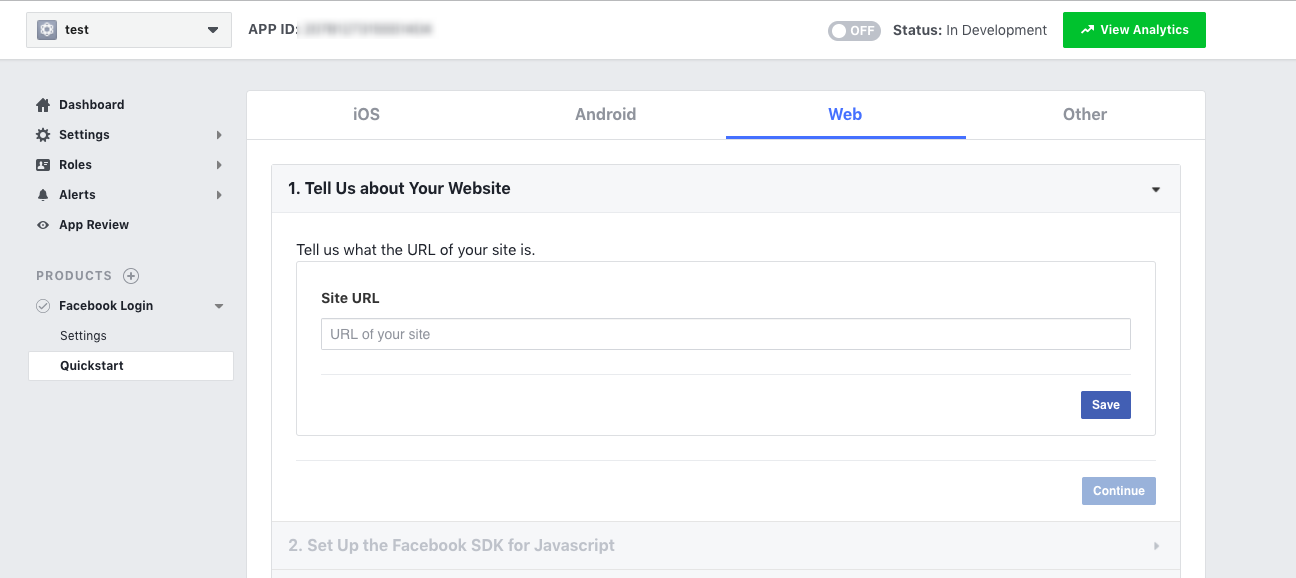 test
APP ID:
OFF
Status: In Development
View Analytics
Dashboard
Settings
Roles
Alerts
App Review
PRODUCTS
Facebook Login
Settings
Quickstart
iOS
Android
Web
Other
1. Tell Us about Your Website
Tell us what the URL of your site is.
Site URL
URL of your site
Save
Continue
2. Set Up the Facebook SDK for Javascript